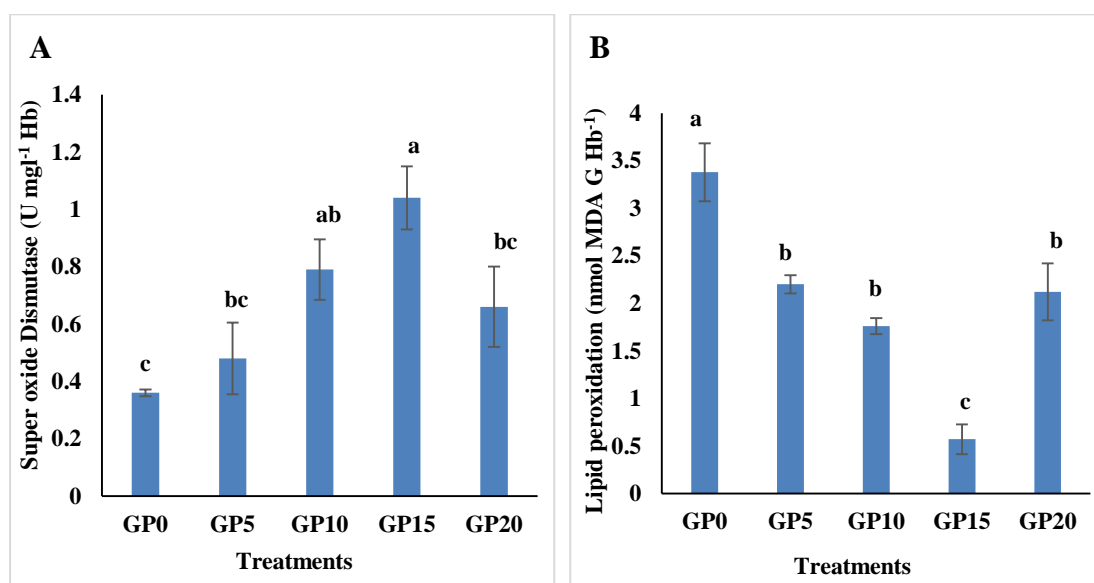 A
Super oxide Dismutase (U mgl-1 Hb)
1.4
1.2
1
0.8
0.6
0.4
0.2
0
c
bc
ab
a
bc
GP0 GP5 GP10 GP15 GP20
Treatments
B
Lipid peroxidation (nmol MDA G Hb-1)
4
3.5
3
2.5
2
1.5
1
0.5
0
a
b
b
c
b
GP0 GP5 GP10 GP15 GP20
Treatments